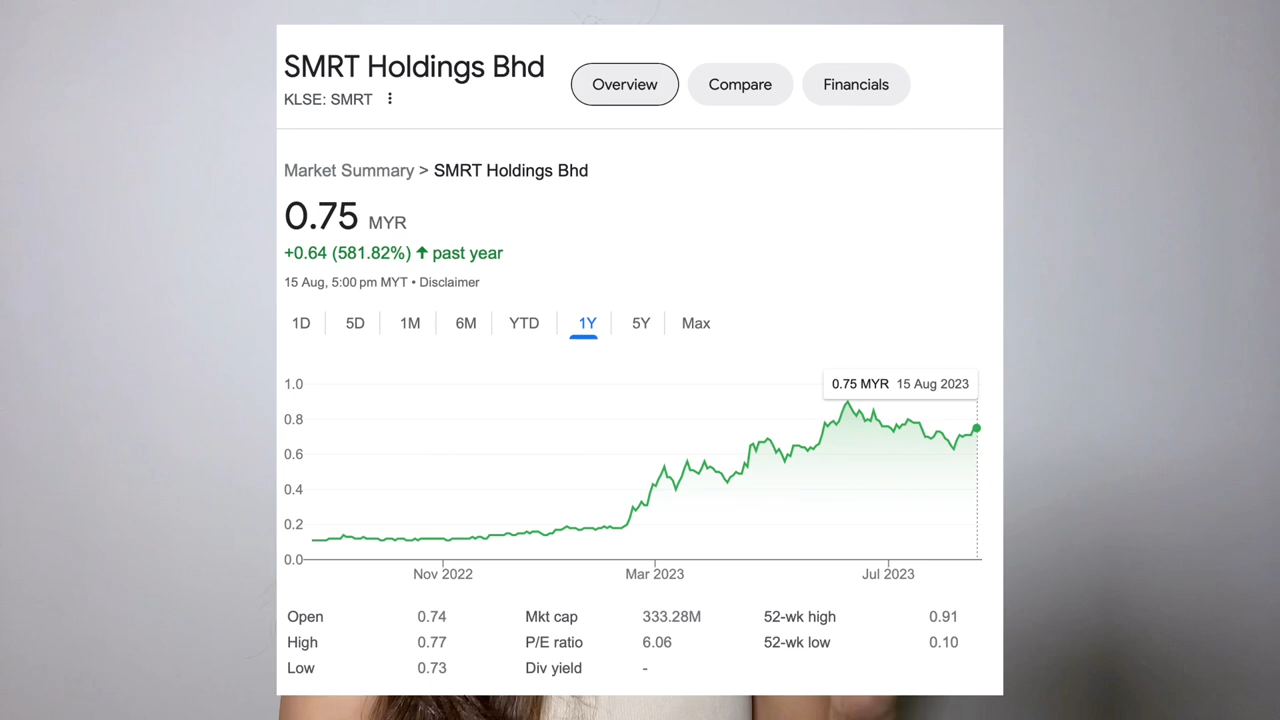 SMRT Holdings Bhd
KLSE: SMRT
Overview Compare Financials
Market Summary > SMRT Holdings Bhd
0.75 MYR
+0.64 (581.82%) ↑ past year
15 Aug, 5:00 pm MYT • Disclaimer
1D 5D 1M 6M YTD 1Y 5Y Max
0.75 MYR 15 Aug 2023
1.0
0.8
0.6
0.4
0.2
0.0
Nov 2022 Mar 2023 Jul 2023
Open 0.74 Mkt cap 333.28M 52-wk high 0.91
High 0.77 P/E ratio 6.06 52-wk low 0.10
Low 0.73 Div yield -